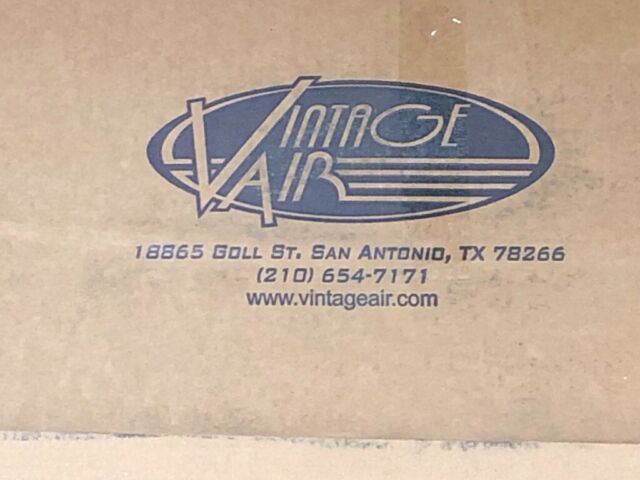 VINTAGE
AIR
18865 GOLL ST. SAN ANTONIO, TX 78266
(210) 654-7171
www.vintageair.com